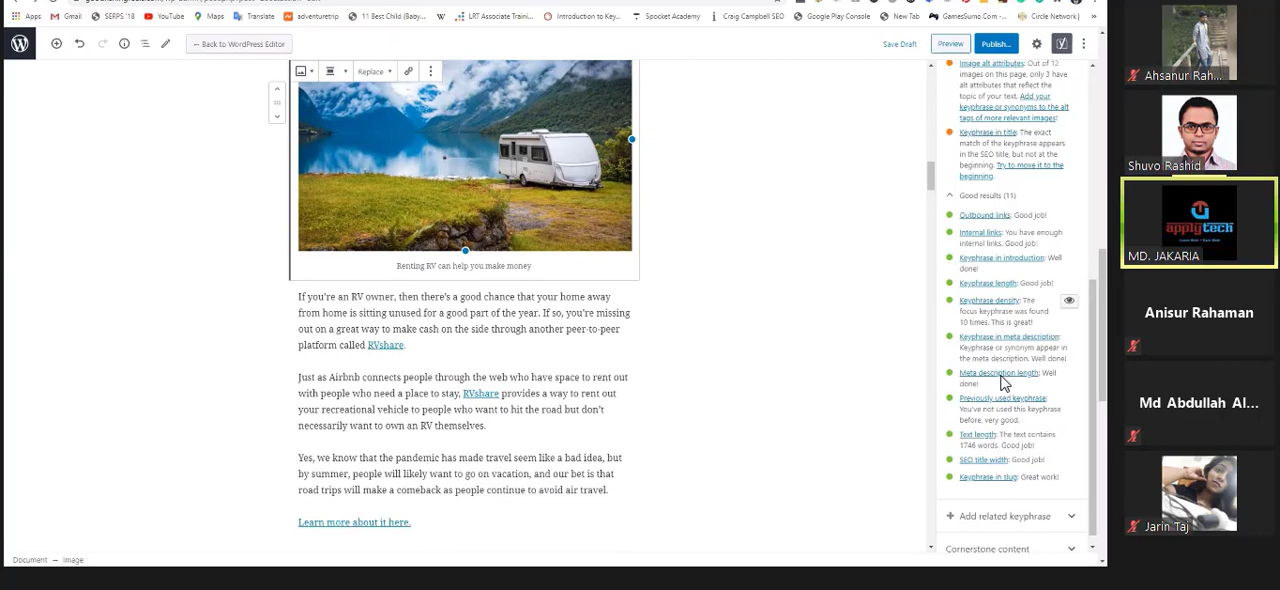 Apps
Gmail
SERPS '18
YouTube
Maps
Translate
adventuretrip
11 Best Child (Baby...
LRT Associate Traini...
Introduction to Key...
Spocket Academy
Craig Campbell SEO
Google Play Console
New Tab
GamesSumo.com -...
Circle Network |
»
← Back to WordPress Editor
Save Draft
Preview
Publish...
Replace
Renting RV can help you make money
If you're an RV owner, then there's a good chance that your home away
from home is sitting unused for a good part of the year. If so, you're missing
out on a great way to make cash on the side through another peer-to-peer
platform called RVshare.
Just as Airbnb connects people through the web who have space to rent out
with people who need a place to stay, RVshare provides a way to rent out
your recreational vehicle to people who want to hit the road but don't
necessarily want to own an RV themselves.
Yes, we know that the pandemic has made travel seem like a bad idea, but
by summer, people will likely want to go on vacation, and our bet is that
road trips will make a comeback as people continue to avoid air travel.
Learn more about it here.
Document → Image
Image alt attributes: Out of 12
images on this page, only 3 have
alt attributes that reflect the
topic of your text. Add your
keyphrase or synonyms to the alt
tags of more relevant images!
Keyphrase in title: The exact
match of the keyphrase appears
in the SEO title, but not at the
beginning. Try to move it to the
beginning.
Good results (11)
Outbound links: Good job!
Internal links: You have enough
internal links. Good job!
Keyphrase in introduction: Well
done!
Keyphrase length: Good job!
Keyphrase density: The
focus keyphrase was found
10 times. This is great!
Keyphrase in meta description:
Keyphrase or synonym appear in
the meta description. Well done!
Meta description length: Well
done!
Previously used keyphrase:
You've not used this keyphrase
before, very good.
Text length: The text contains
1746 words. Good job!
SEO title width: Good job!
Keyphrase in slug: Great work!
Add related keyphrase
Cornerstone content
Ahsanur Rah...
Shuvo Rashid
applytech
MD. JAKARIA
Anisur Rahaman
Md Abdullah Al...
Jarin Taj